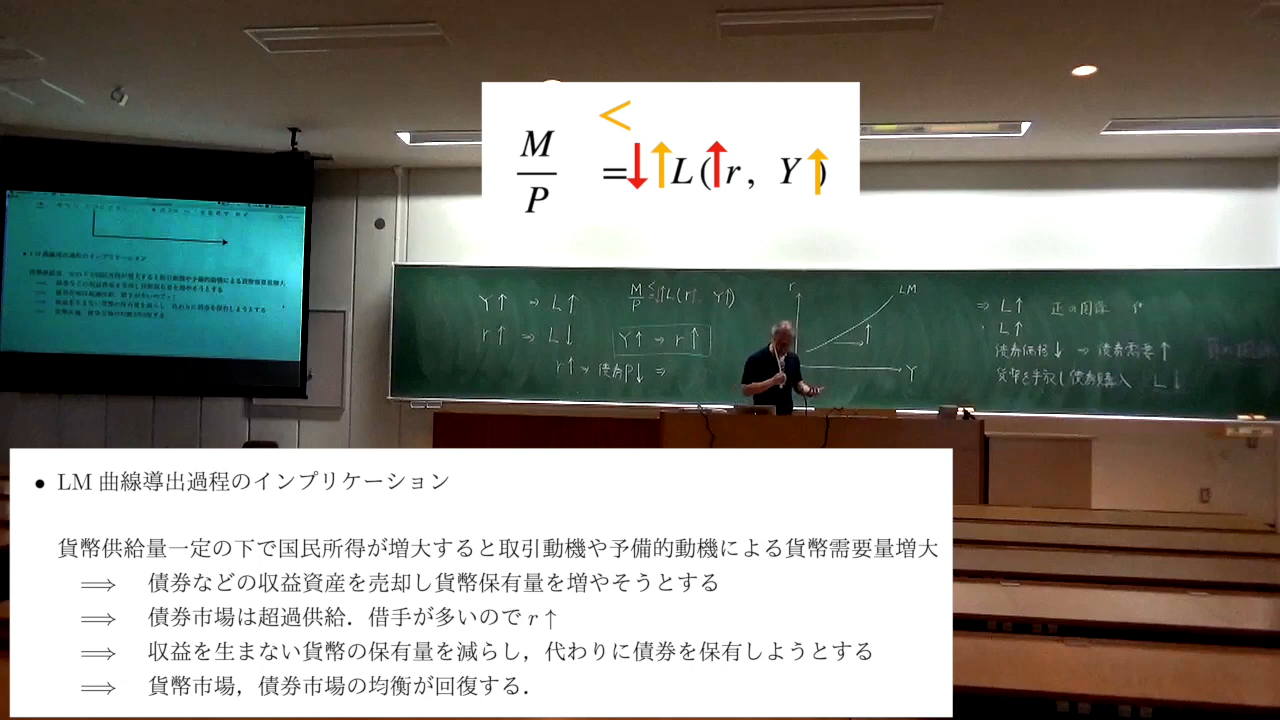 <
M/P =↓↑L(↑r, Y↑)
Y↑ ⇒ L↑
M/P ≤↓↑L(r↑, Y↑)
r↑ ⇒ L↓
Y↑ → r↑
r↑ → 債券P↓ ⇒
r
LM
Y
⇒ L↑ 正の関係
L↑
債券価格↓ → 債券需要↑
貨幣を手放し債券購入 L↓
• LM曲線導出過程のインプリケーション
貨幣供給量一定の下で国民所得が増大すると取引動機や予備的動機による貨幣需要量増大
⟹ 債券などの収益資産を売却し貨幣保有量を増やそうとする
⟹ 債券市場は超過供給．借手が多いので r↑
⟹ 収益を生まない貨幣の保有量を減らし，代わりに債券を保有しようとする
⟹ 貨幣市場，債券市場の均衡が回復する．